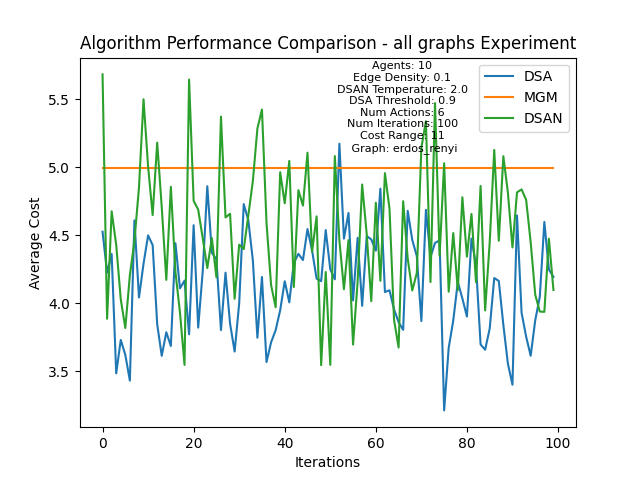 Algorithm Performance Comparison - all graphs Experiment
Agents: 10
Edge Density: 0.1
DSAN Temperature: 2.0
DSA Threshold: 0.9
Num Actions: 6
Num Iterations: 100
Cost Range: 11
Graph: erdos_renyi
DSA
MGM
DSAN
Average Cost
5.5
5.0
4.5
4.0
3.5
0
20
40
60
80
100
Iterations